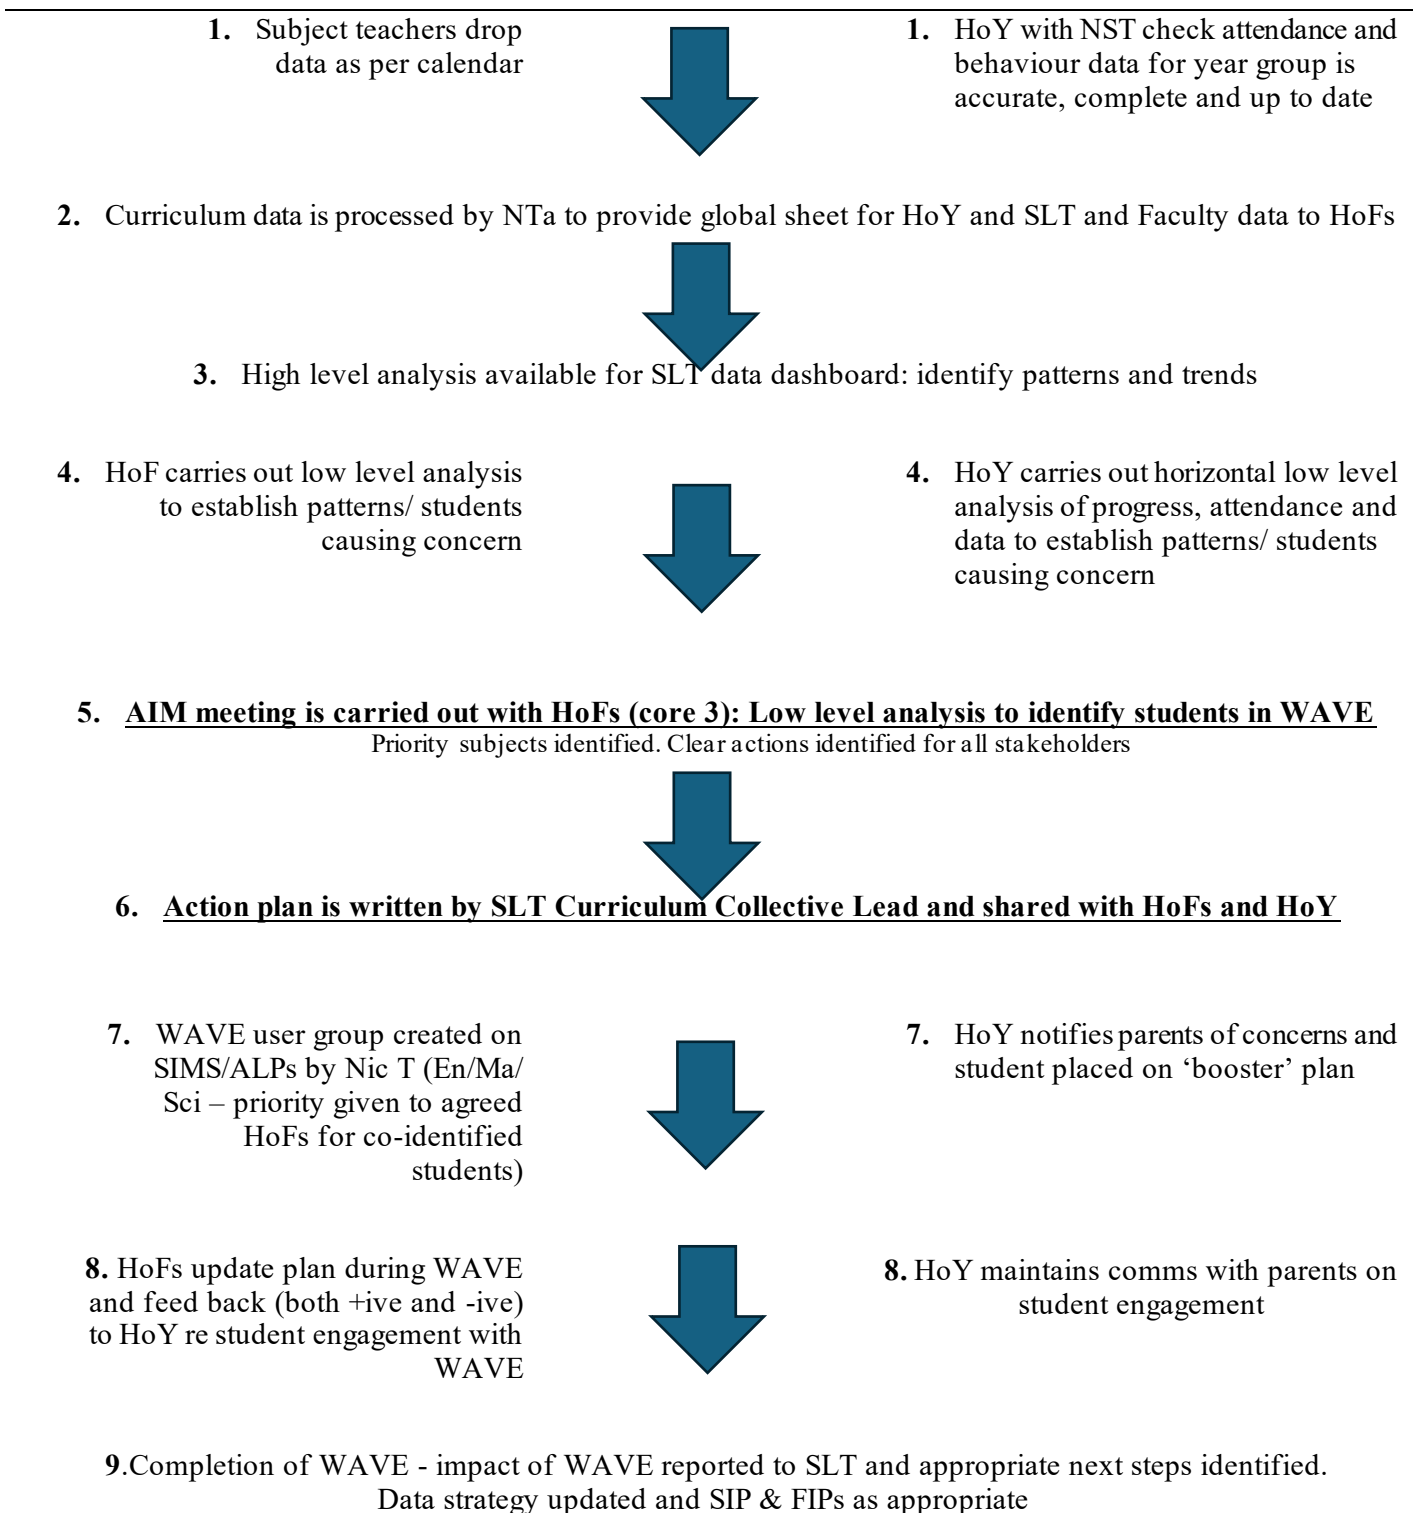 1. Subject teachers drop
data as per calendar
1. HoY with NST check attendance and
behaviour data for year group is
accurate, complete and up to date
2. Curriculum data is processed by NTa to provide global sheet for HoY and SLT and Faculty data to HoFs
3. High level analysis available for SLT data dashboard: identify patterns and trends
4. HoF carries out low level analysis
to establish patterns/ students
causing concern
4. HoY carries out horizontal low level
analysis of progress, attendance and
data to establish patterns/ students
causing concern
5. AIM meeting is carried out with HoFs (core 3): Low level analysis to identify students in WAVE
Priority subjects identified. Clear actions identified for all stakeholders
6. Action plan is written by SLT Curriculum Collective Lead and shared with HoFs and HoY
7. WAVE user group created on
SIMS/ALPs by Nic T (En/Ma/
Sci – priority given to agreed
HoFs for co-identified
students)
7. HoY notifies parents of concerns and
student placed on ‘booster’ plan
8. HoFs update plan during WAVE
and feed back (both +ive and -ive)
to HoY re student engagement with
WAVE
8. HoY maintains comms with parents on
student engagement
9.Completion of WAVE - impact of WAVE reported to SLT and appropriate next steps identified.
Data strategy updated and SIP & FIPs as appropriate